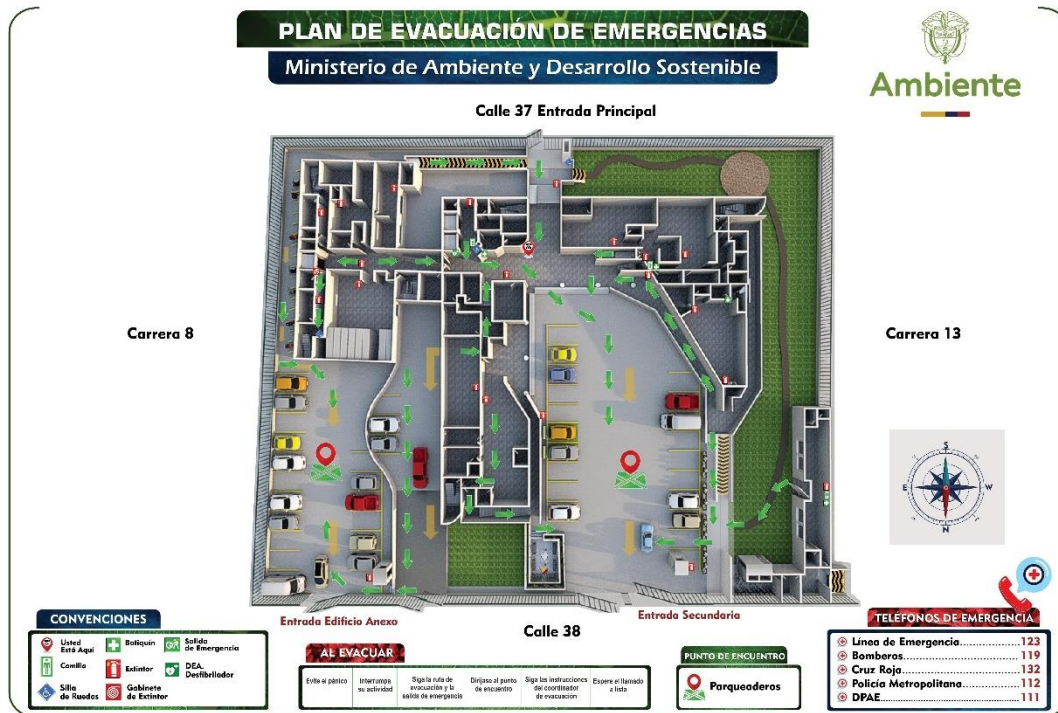 PLAN DE EVACUACIÓN DE EMERGENCIAS
Ministerio de Ambiente y Desarrollo Sostenible
Ambiente
Calle 37 Entrada Principal
Carrera 8
Carrera 13
S
E
W
N
Entrada Edificio Anexo
Entrada Secundaria
Calle 38
CONVENCIONES
Usted
Está Aquí
Botiquín
Salida
de Emergencia
Camilla
Extintor
DEA.
Desfibrilador
Silla
de Ruedas
Gabinete
de Extintor
AL EVACUAR
Evite el pánico
Interrumpa
su actividad
Siga la ruta de
evacuación y la
salida de emergencia
Diríjase al punto
de encuentro
Siga las instrucciones
del coordinador
de evacuación
Espere el llamado
a lista
PUNTO DE ENCUENTRO
Parqueaderos
TELÉFONOS DE EMERGENCIA
Línea de Emergencia 123
Bomberos 119
Cruz Roja 132
Policía Metropolitana 112
DPAE 111